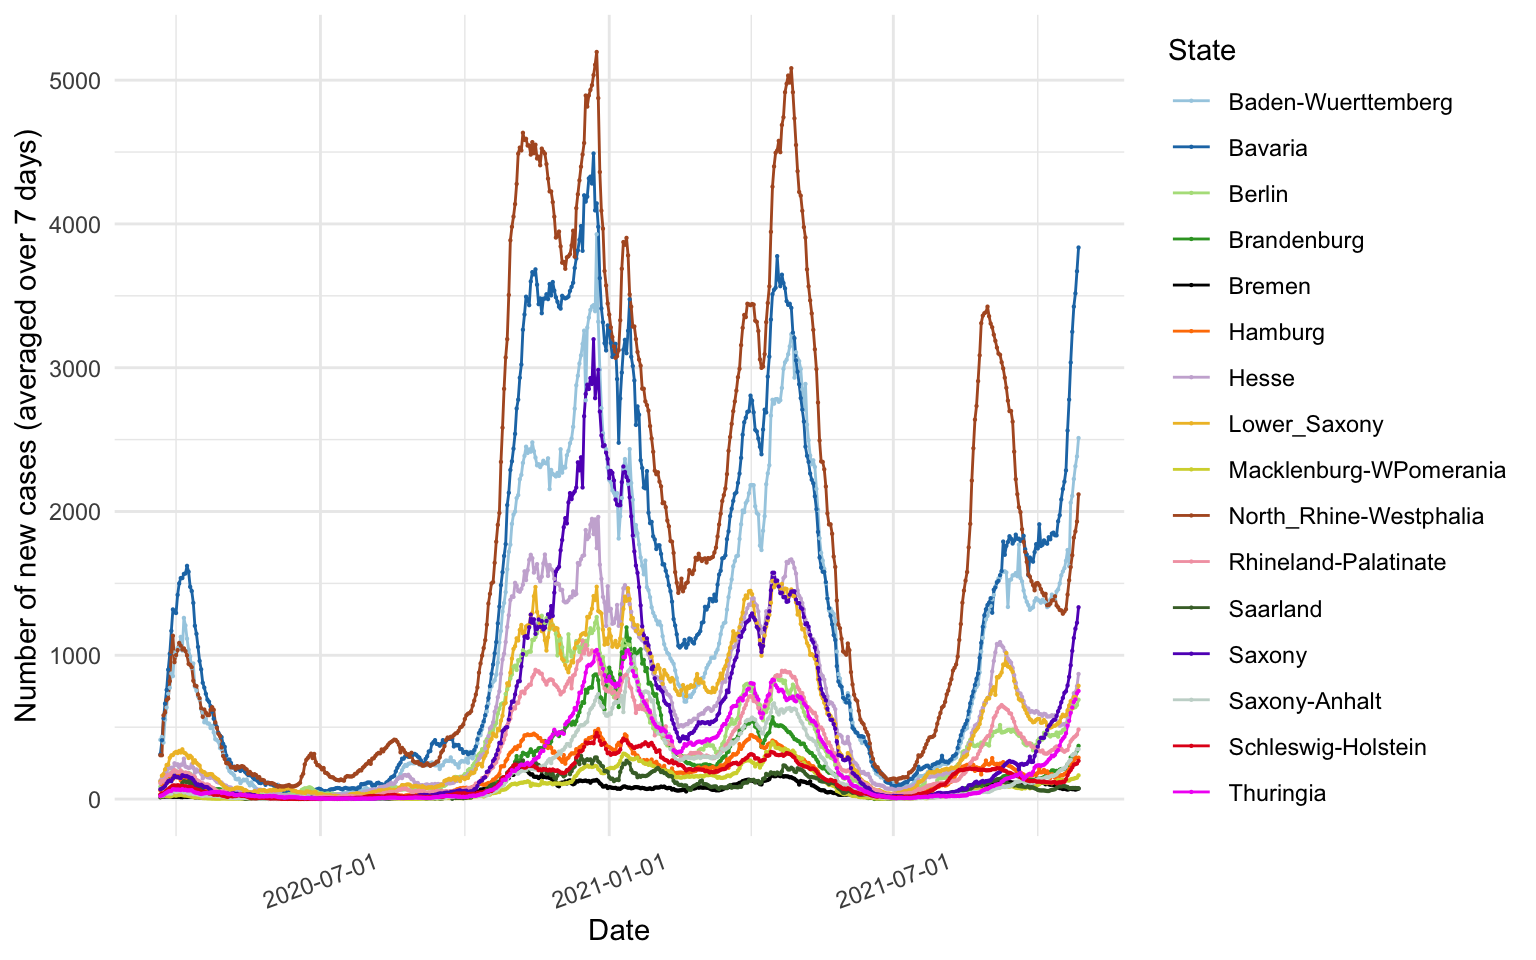 State
Baden-Wuerttemberg
Bavaria
Berlin
Brandenburg
Bremen
Hamburg
Hesse
Lower_Saxony
Macklenburg-WPomerania
North_Rhine-Westphalia
Rhineland-Palatinate
Saarland
Saxony
Saxony-Anhalt
Schleswig-Holstein
Thuringia
Number of new cases (averaged over 7 days)
5000
4000
3000
2000
1000
0
2020-07-01
2021-01-01
2021-07-01
Date